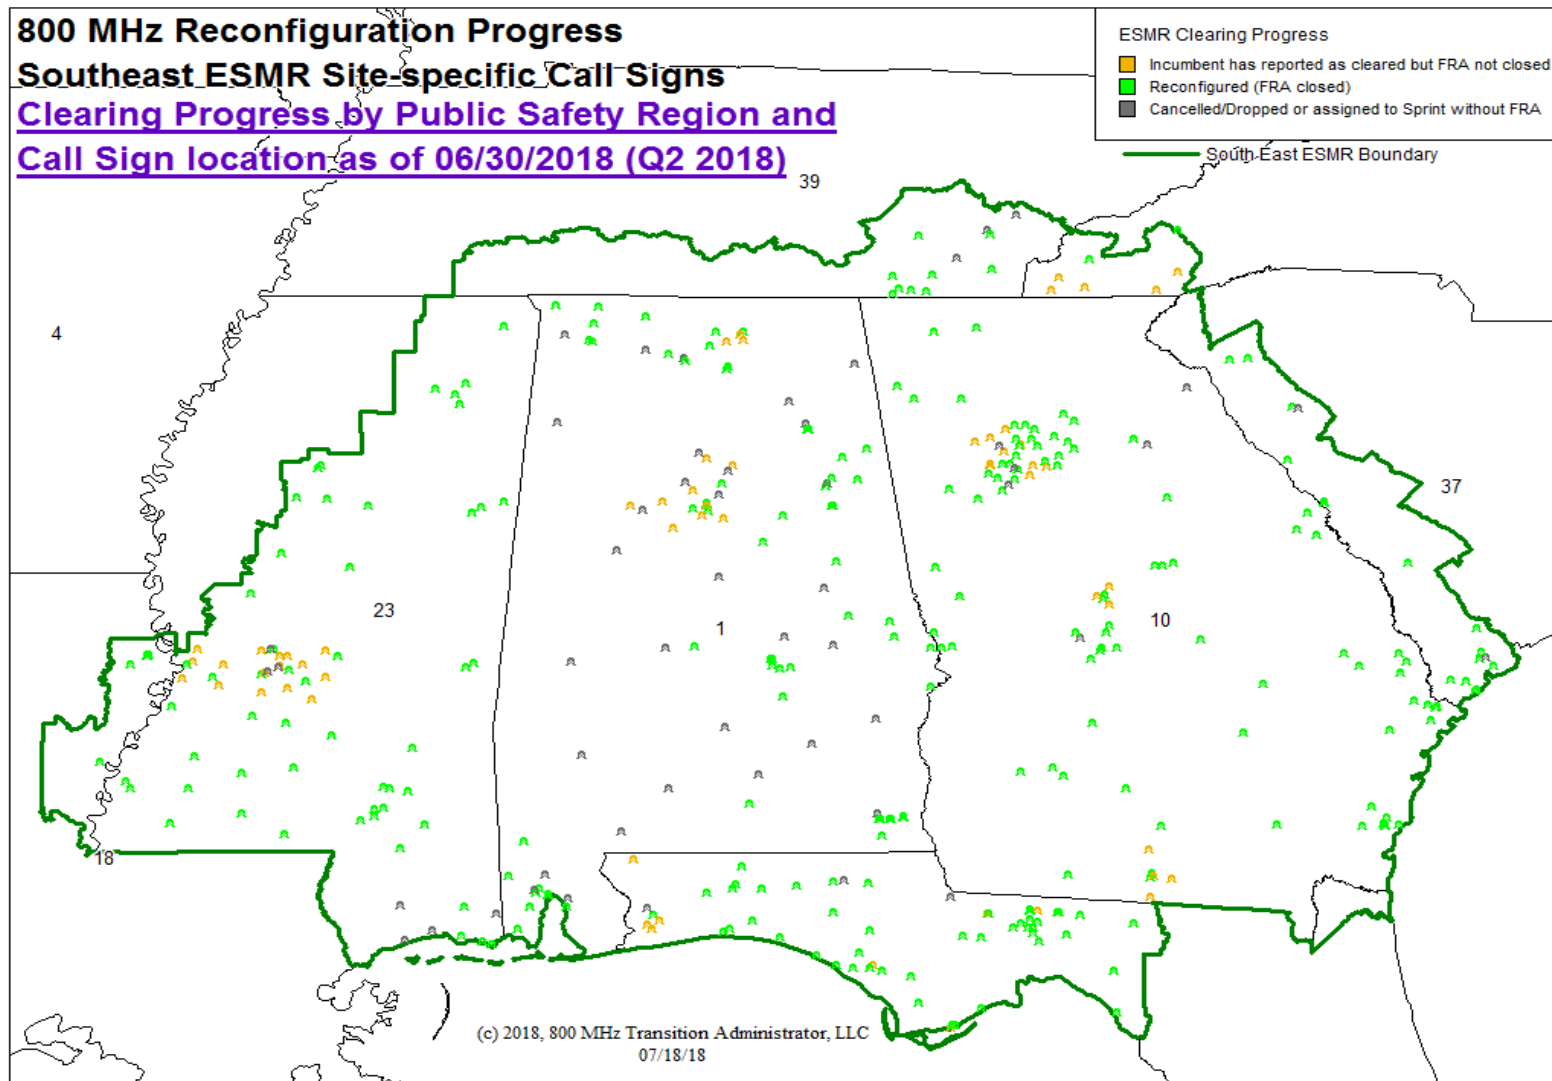 800 MHz Reconfiguration Progress
Southeast ESMR Site-specific Call Signs
Clearing Progress by Public Safety Region and
Call Sign location as of 06/30/2018 (Q2 2018)
ESMR Clearing Progress
Incumbent has reported as cleared but FRA not closed
Reconfigured (FRA closed)
Cancelled/Dropped or assigned to Sprint without FRA
South East ESMR Boundary
39
4
37
23
1
10
18
(c) 2018, 800 MHz Transition Administrator, LLC
07/18/18